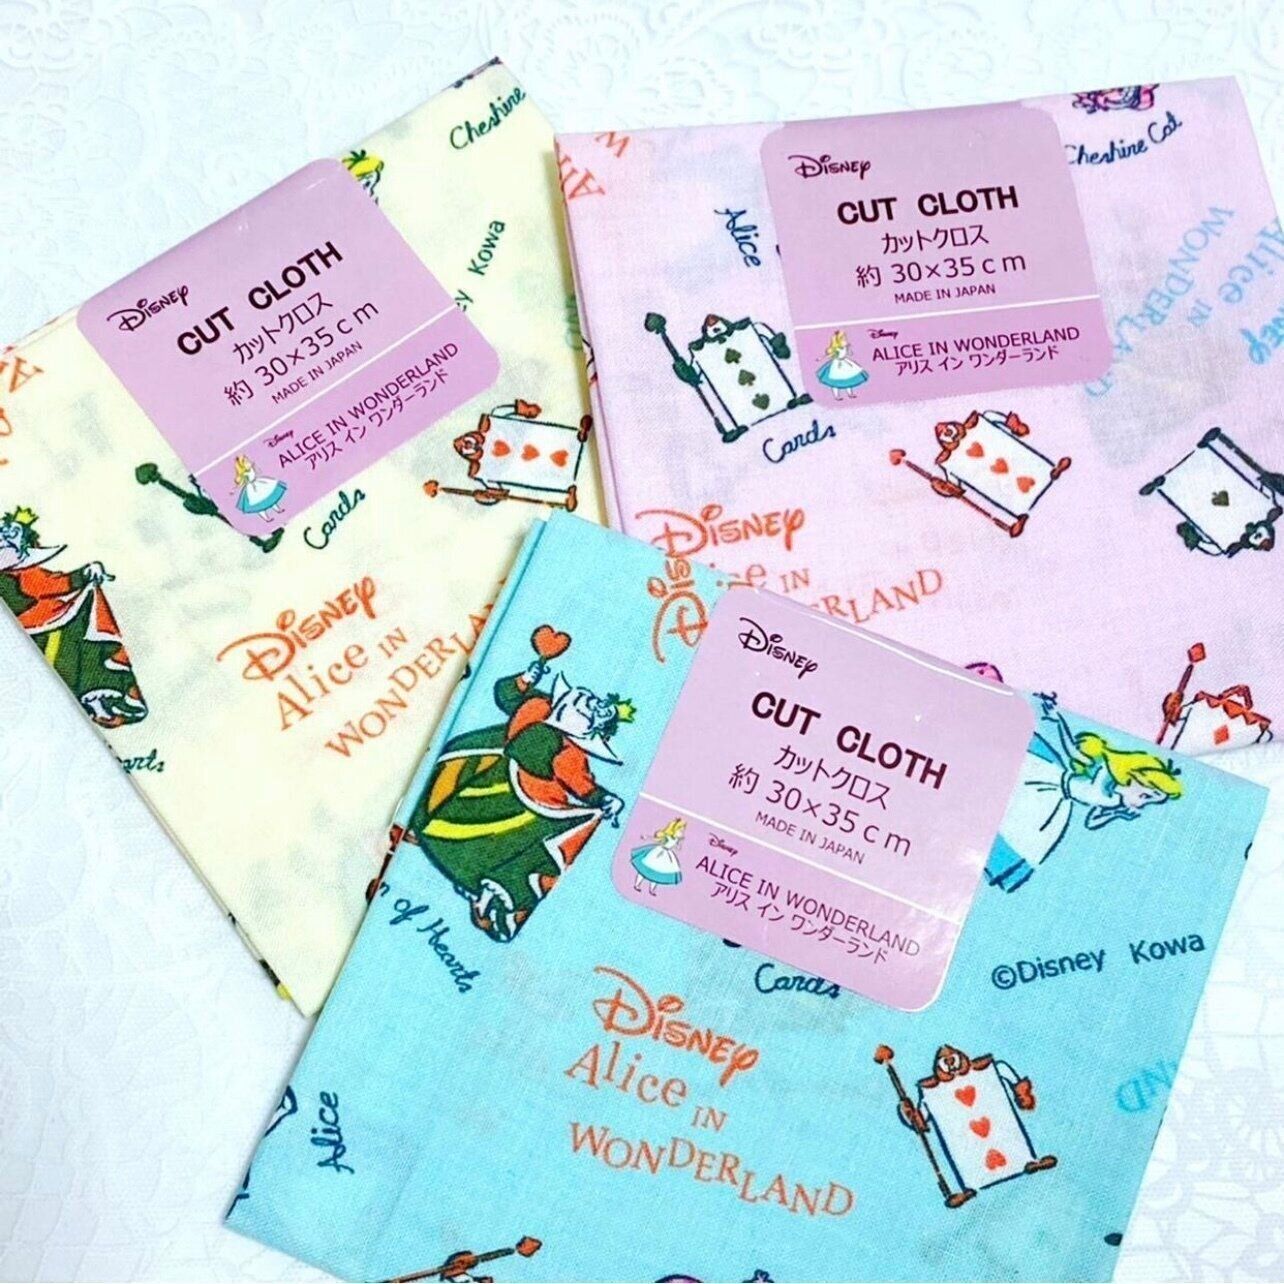 Cheshire
Kowa
Disney
CUT CLOTH
カットクロス
約 30×35cm
MADE IN JAPAN
Disney
ALICE IN WONDERLAND
アリス イン ワンダーランド
Cards
Disney
Alice IN
WONDERLAND
Cheshire Cat
Alice
Disney
CUT CLOTH
カットクロス
約 30×35cm
MADE IN JAPAN
Disney
ALICE IN WONDERLAND
アリス イン ワンダーランド
Alice IN
WONDERLAND
Cards
Disney
IN
WONDERLAND
Disney
CUT CLOTH
カットクロス
約 30×35cm
MADE IN JAPAN
Disney
ALICE IN WONDERLAND
アリス イン ワンダーランド
of Hearts
Cards
©Disney Kowa
Disney
Alice IN
WONDERLAND
Alice